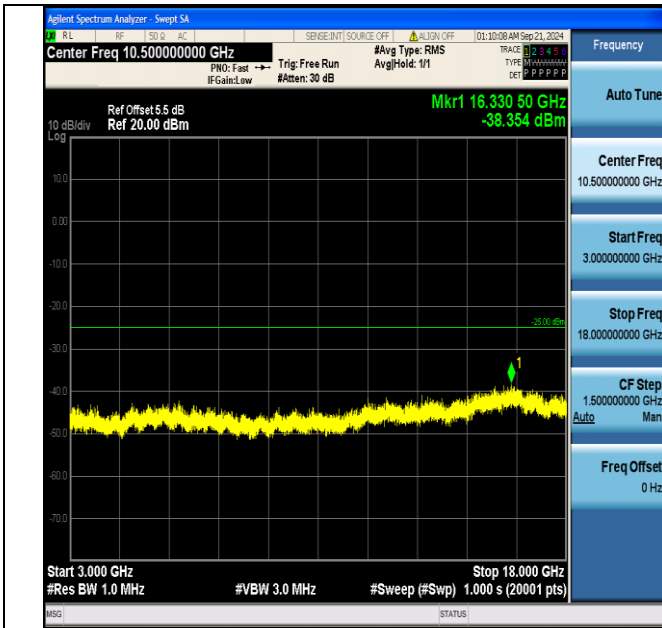 Agilent Spectrum Analyzer - Swept SA
RL RF 50 Ω AC SENSE:INT SOURCE OFF ALIGN OFF 01:10:08 AM Sep 21, 2024
Center Freq 10.500000000 GHz
PNO: Fast
IFGain:Low
Trig: Free Run
#Atten: 30 dB
#Avg Type: RMS
Avg|Hold: 1/1
TRACE 1 2 3 4 5 6
TYPE M
DET P P P P P P
Ref Offset 5.5 dB
Ref 20.00 dBm
10 dB/div
Log
Mkr1 16.330 50 GHz
-38.354 dBm
10.0
0.00
-10.0
-20.0
-25.00 dBm
-30.0
1
-40.0
-50.0
-60.0
-70.0
Start 3.000 GHz
Stop 18.000 GHz
#Res BW 1.0 MHz
#VBW 3.0 MHz
#Sweep (#Swp) 1.000 s (20001 pts)
MSG
STATUS
Frequency
Auto Tune
Center Freq
10.500000000 GHz
Start Freq
3.000000000 GHz
Stop Freq
18.000000000 GHz
CF Step
1.500000000 GHz
Auto Man
Freq Offset
0 Hz